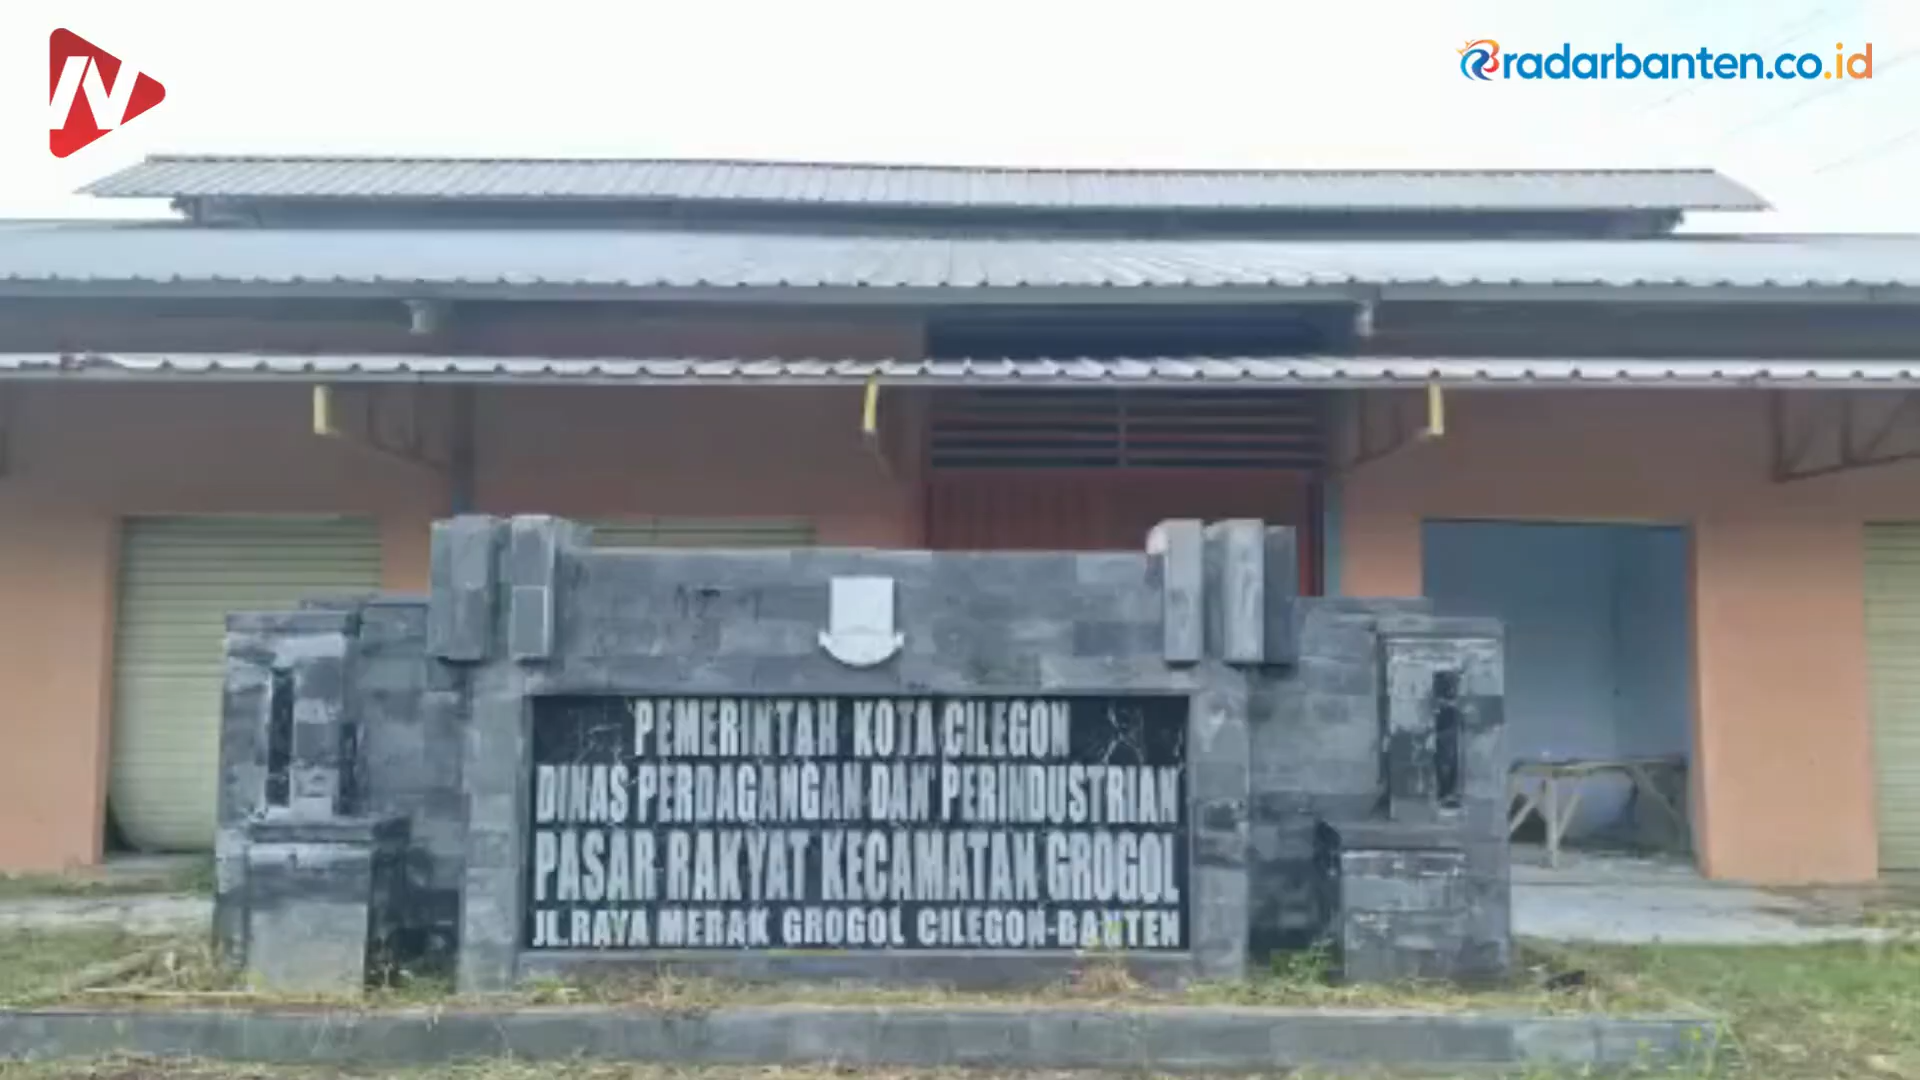 radarbanten.co.id
PEMERINTAH KOTA CILEGON
DINAS PERDAGANGAN DAN PERINDUSTRIAN
PASAR RAKYAT KECAMATAN GROGOL
JL.RAYA MERAK GROGOL CILEGON-BANTEN